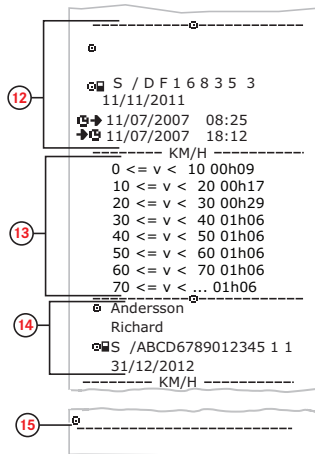 12
S / D F 1 6 8 3 5 3
11/11/2011
11/07/2007 08:25
11/07/2007 18:12
KM/H
13
0 <= v < 10 00h09
10 <= v < 20 00h17
20 <= v < 30 00h29
30 <= v < 40 01h06
40 <= v < 50 01h06
50 <= v < 60 01h06
60 <= v < 70 01h06
70 <= v < ... 01h06
14
Andersson
Richard
S /ABCD6789012345 1 1
31/12/2012
KM/H
15